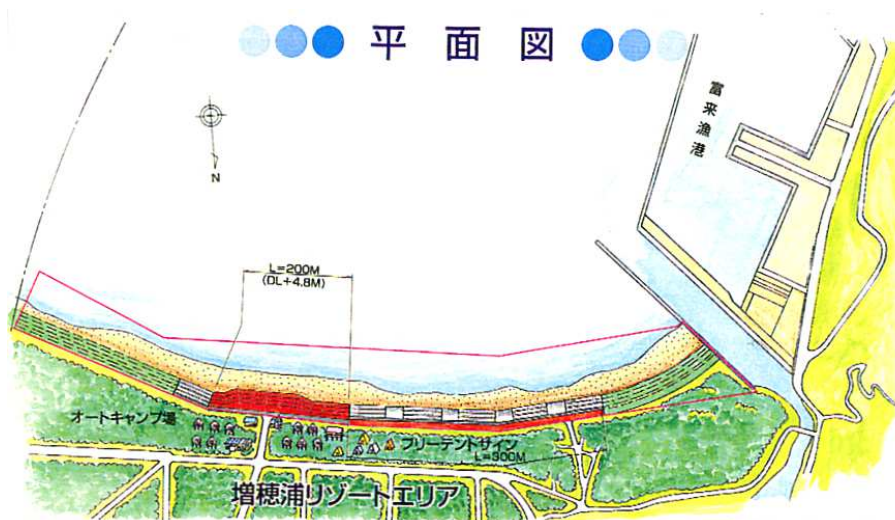 平面図
富来漁港
N
L=200M
(DL+4.8M)
オートキャンプ場
フリーテントサイン
L=300M
増穂浦リゾートエリア